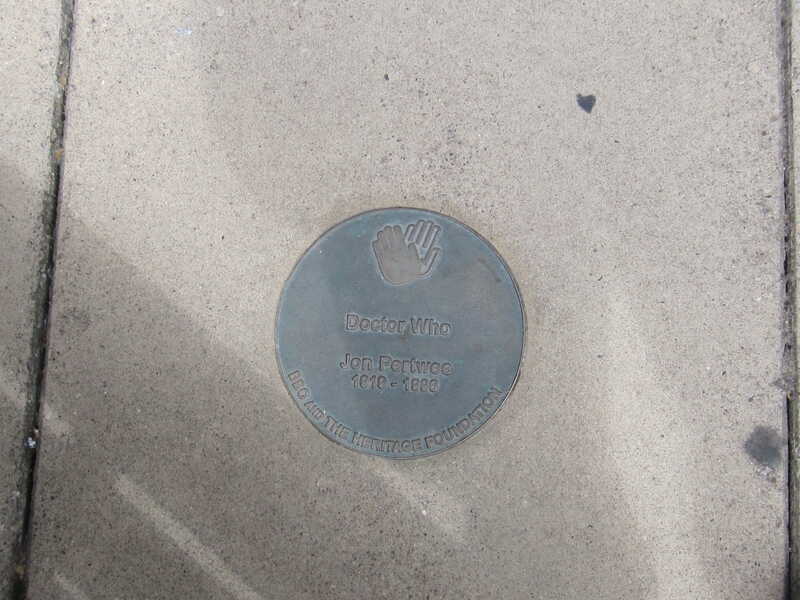 Doctor Who
Jon Pertwee
1919 - 1996
BBC AND THE HERITAGE FOUNDATION